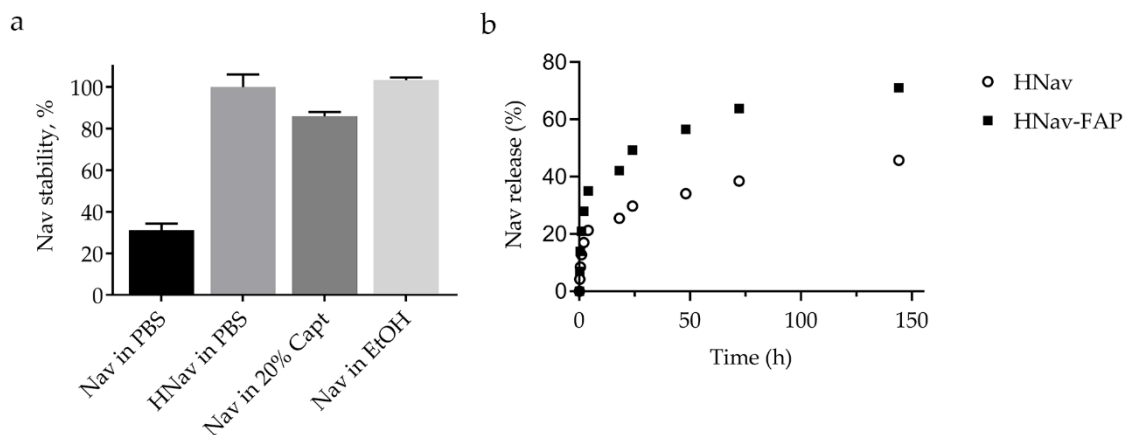 a
Nav stability, %
100
80
60
40
20
0
Nav in PBS
HNav in PBS
Nav in 20% Capt
Nav in EtOH
b
Nav release (%)
80
60
40
20
0
0
50
100
150
Time (h)
HNav
HNav-FAP